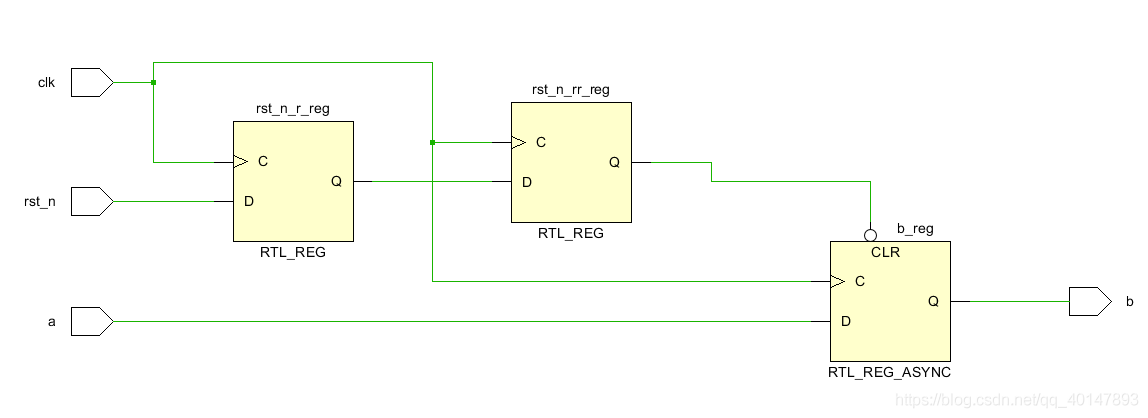 clk
rst_n_r_reg
C
D
Q
RTL_REG
rst_n
rst_n_rr_reg
C
D
Q
RTL_REG
a
b_reg
CLR
C
D
Q
RTL_REG_ASYNC
b
https://blog.csdn.net/qq_40147893